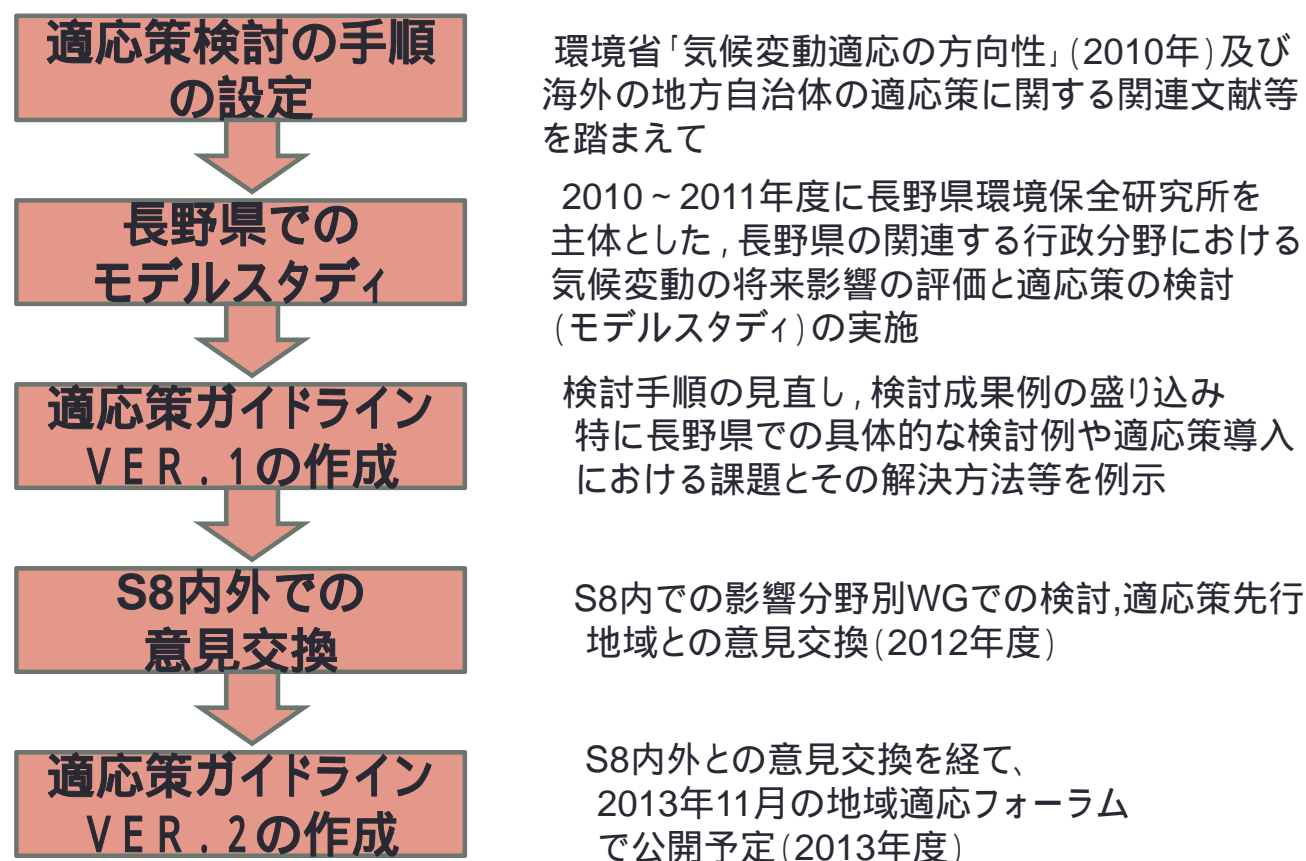 適応策検討の手順
の設定
環境省「気候変動適応の方向性」(2010年)及び
海外の地方自治体の適応策に関する関連文献等
を踏まえて
長野県での
モデルスタディ
2010~2011年度に長野県環境保全研究所を
主体とした,長野県の関連する行政分野における
気候変動の将来影響の評価と適応策の検討
(モデルスタディ)の実施
適応策ガイドライン
VER.1の作成
検討手順の見直し,検討成果例の盛り込み
特に長野県での具体的な検討例や適応策導入
における課題とその解決方法等を例示
S8内外での
意見交換
S8内での影響分野別WGでの検討,適応策先行
地域との意見交換(2012年度)
適応策ガイドライン
VER.2の作成
S8内外との意見交換を経て、
2013年11月の地域適応フォーラム
で公開予定(2013年度)